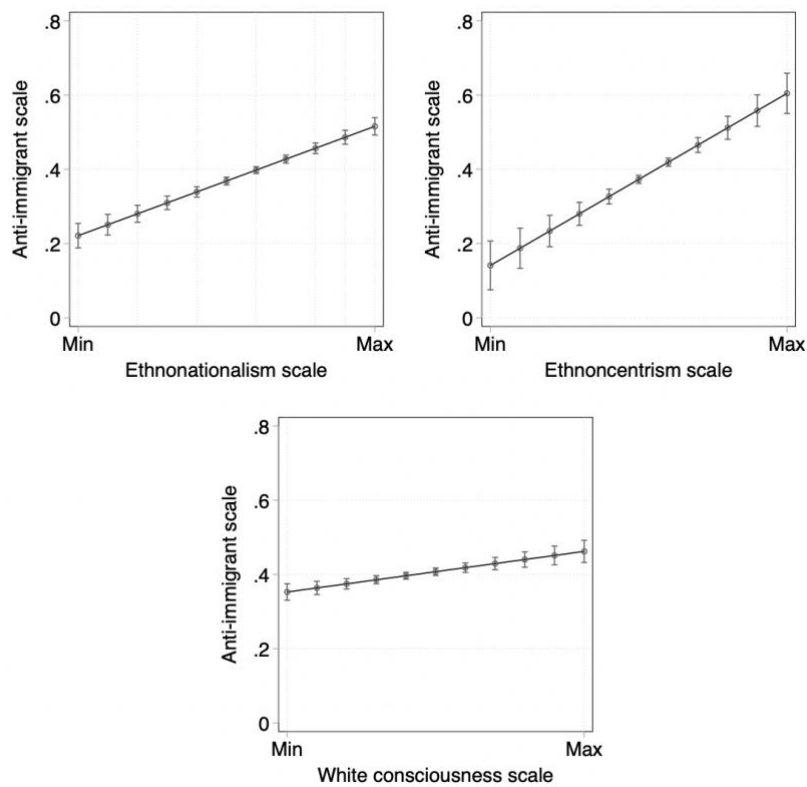 .8
.6
.4
.2
0
Anti-immigrant scale
Min Max
Ethnonationalism scale
.8
.6
.4
.2
0
Anti-immigrant scale
Min Max
Ethnoncentrism scale
.8
.6
.4
.2
0
Anti-immigrant scale
Min Max
White consciousness scale